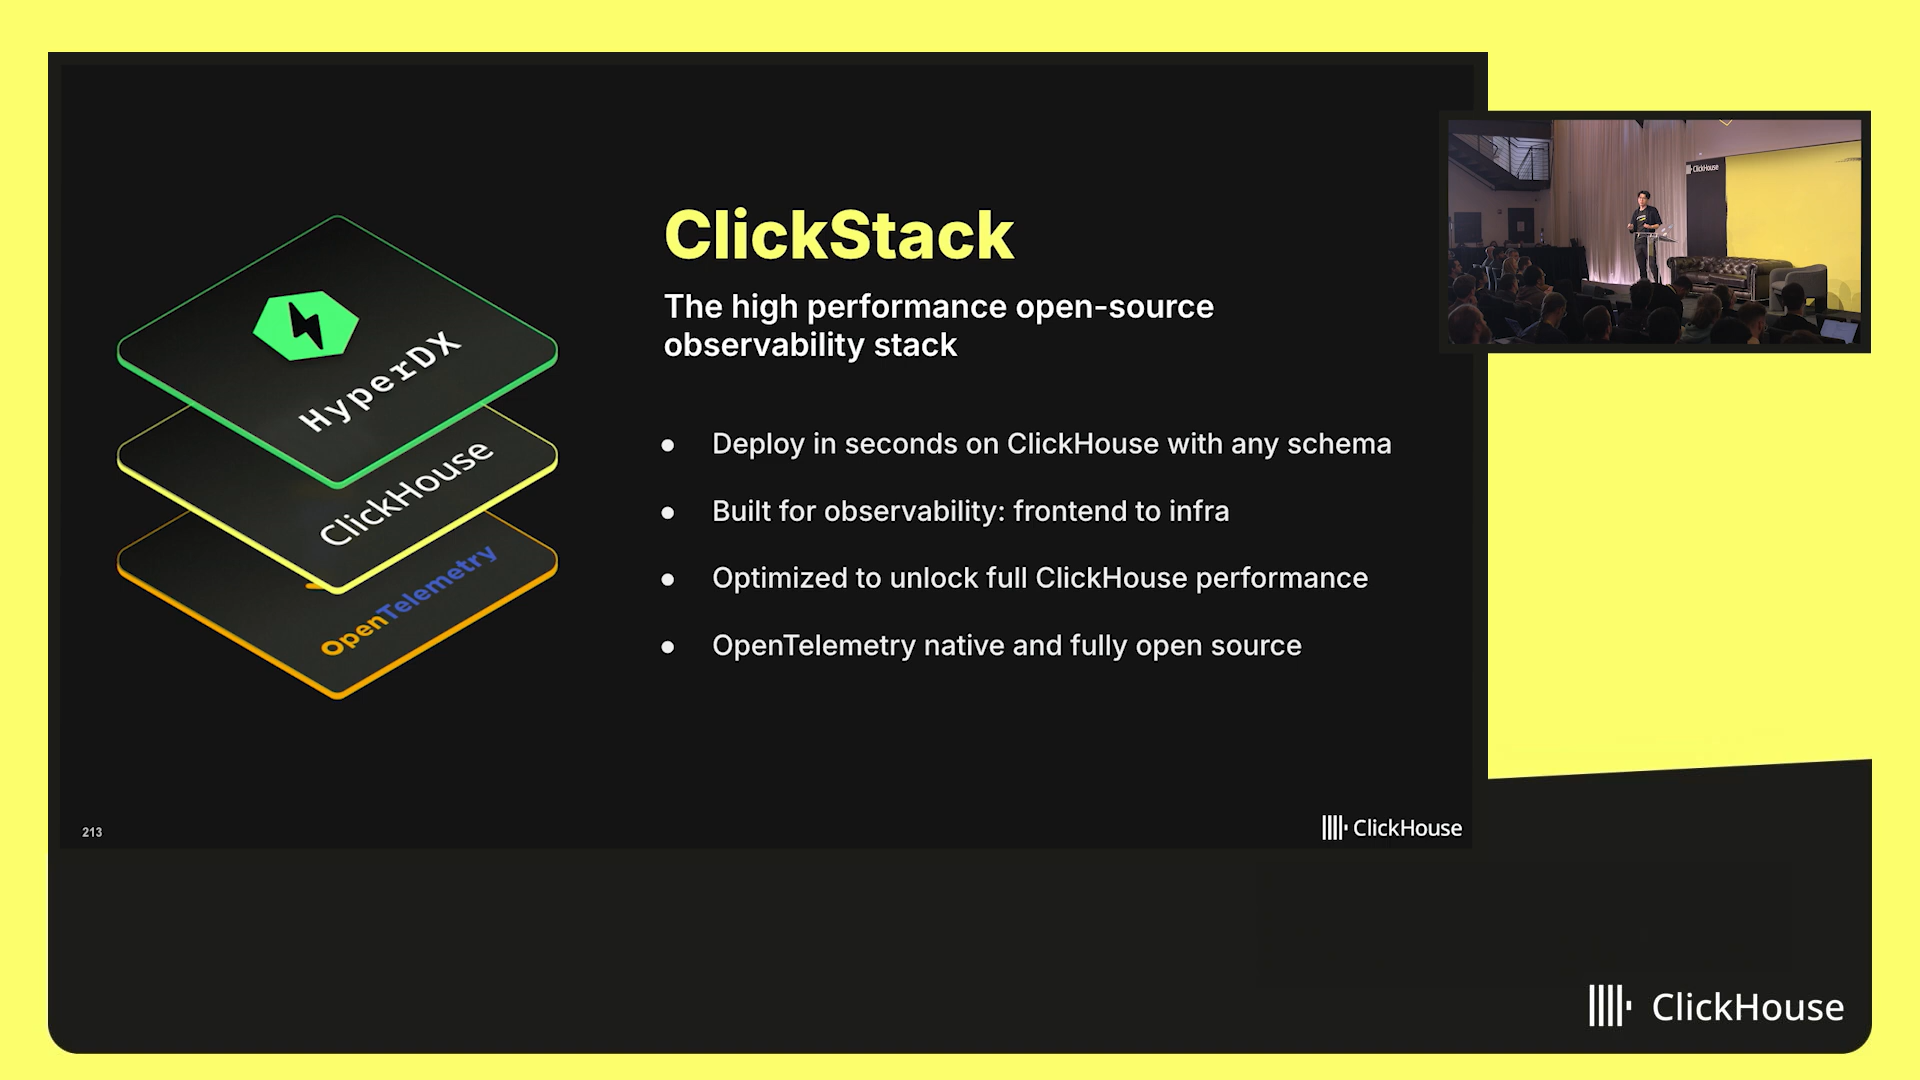 ClickStack
The high performance open-source
observability stack
HyperDX
ClickHouse
OpenTelemetry
● Deploy in seconds on ClickHouse with any schema
● Built for observability: frontend to infra
● Optimized to unlock full ClickHouse performance
● OpenTelemetry native and fully open source
213
ClickHouse
ClickHouse
ClickHouse